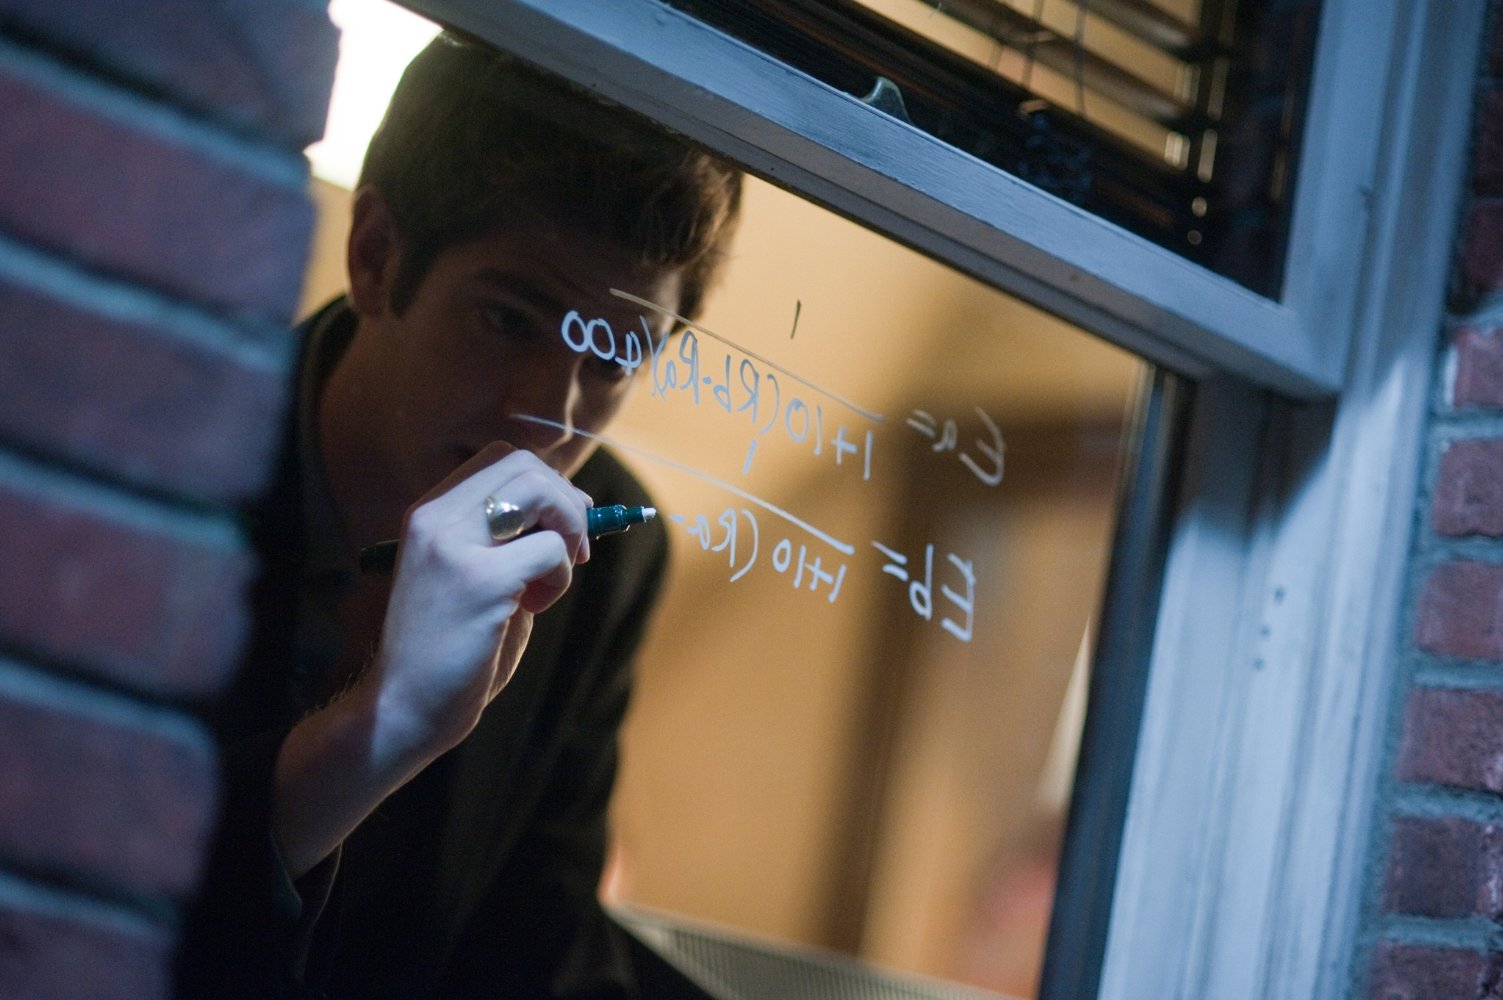 1
Ea = 1+10(Rb-Ra)/400
1
Eb = 1+10(Ra-